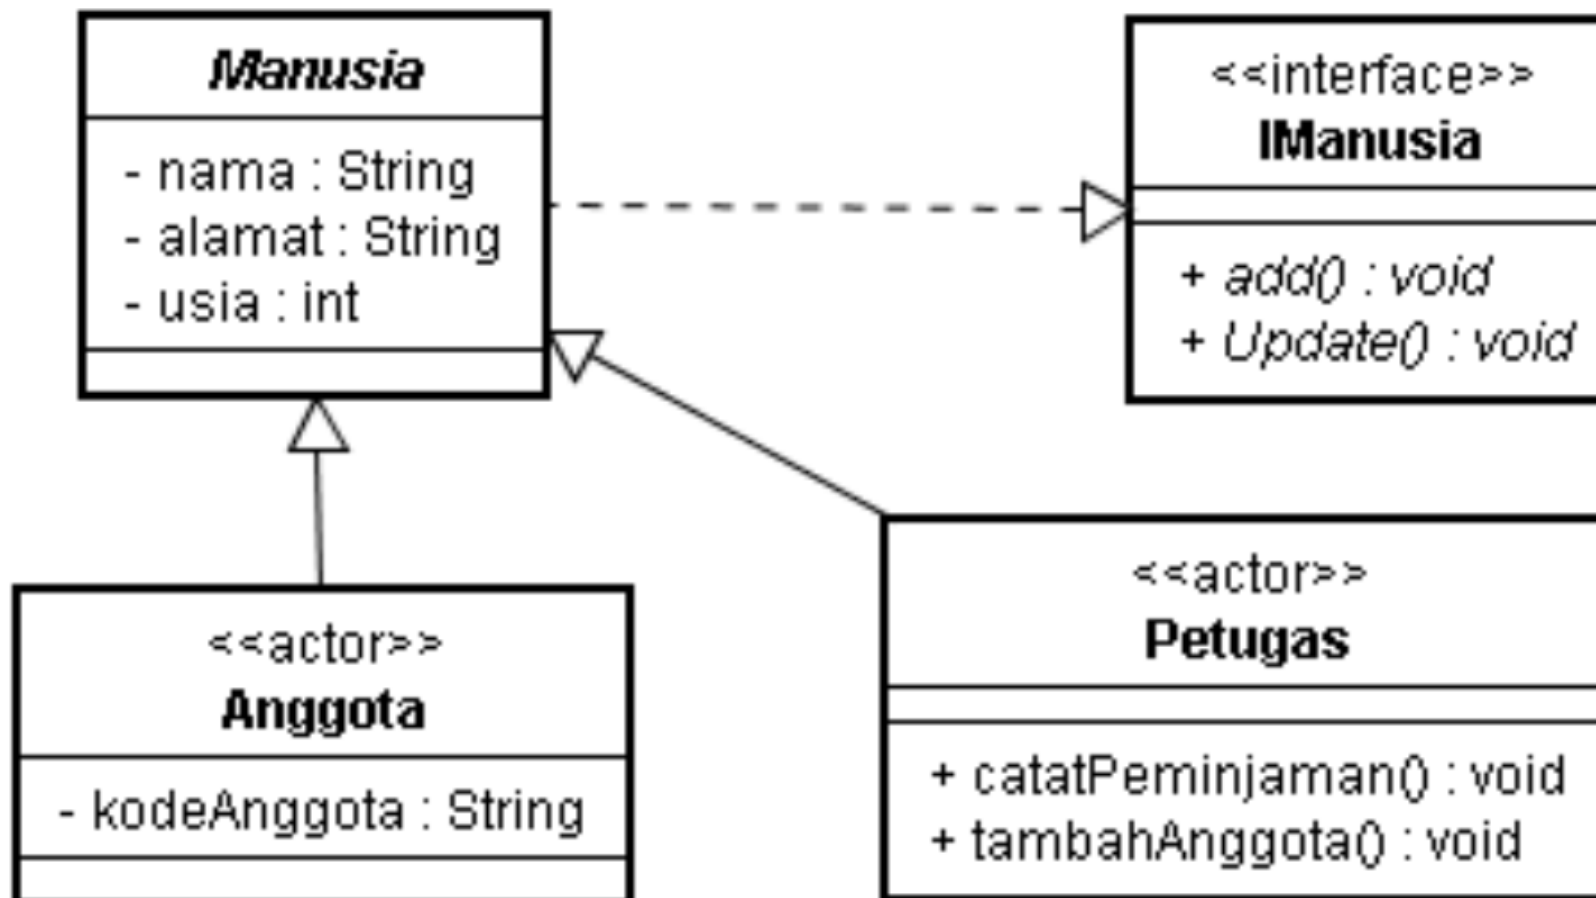 Manusia
- nama : String
- alamat : String
- usia : int
<<interface>>
IManusia
+ add() : void
+ Update() : void
<<actor>>
Anggota
- kodeAnggota : String
<<actor>>
Petugas
+ catatPeminjaman() : void
+ tambahAnggota() : void